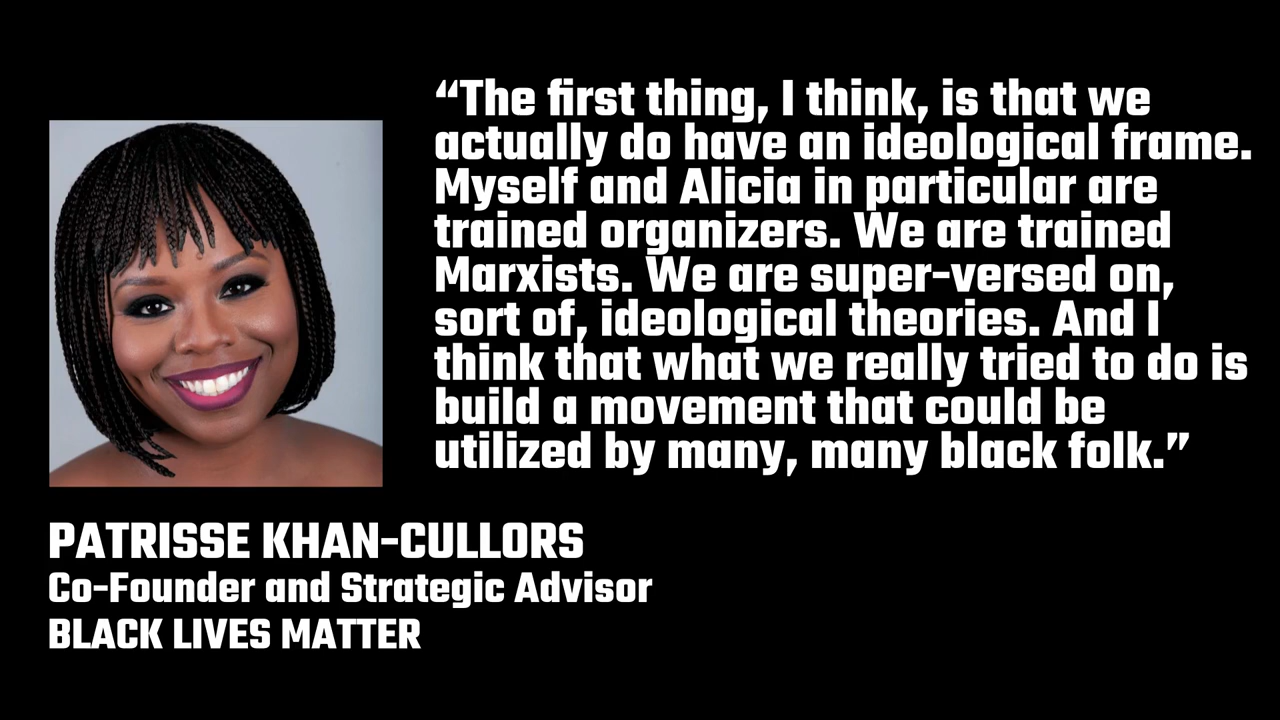 “The first thing, I think, is that we
actually do have an ideological frame.
Myself and Alicia in particular are
trained organizers. We are trained
Marxists. We are super-versed on,
sort of, ideological theories. And I
think that what we really tried to do is
build a movement that could be
utilized by many, many black folk.”
PATRISSE KHAN-CULLORS
Co-Founder and Strategic Advisor
BLACK LIVES MATTER